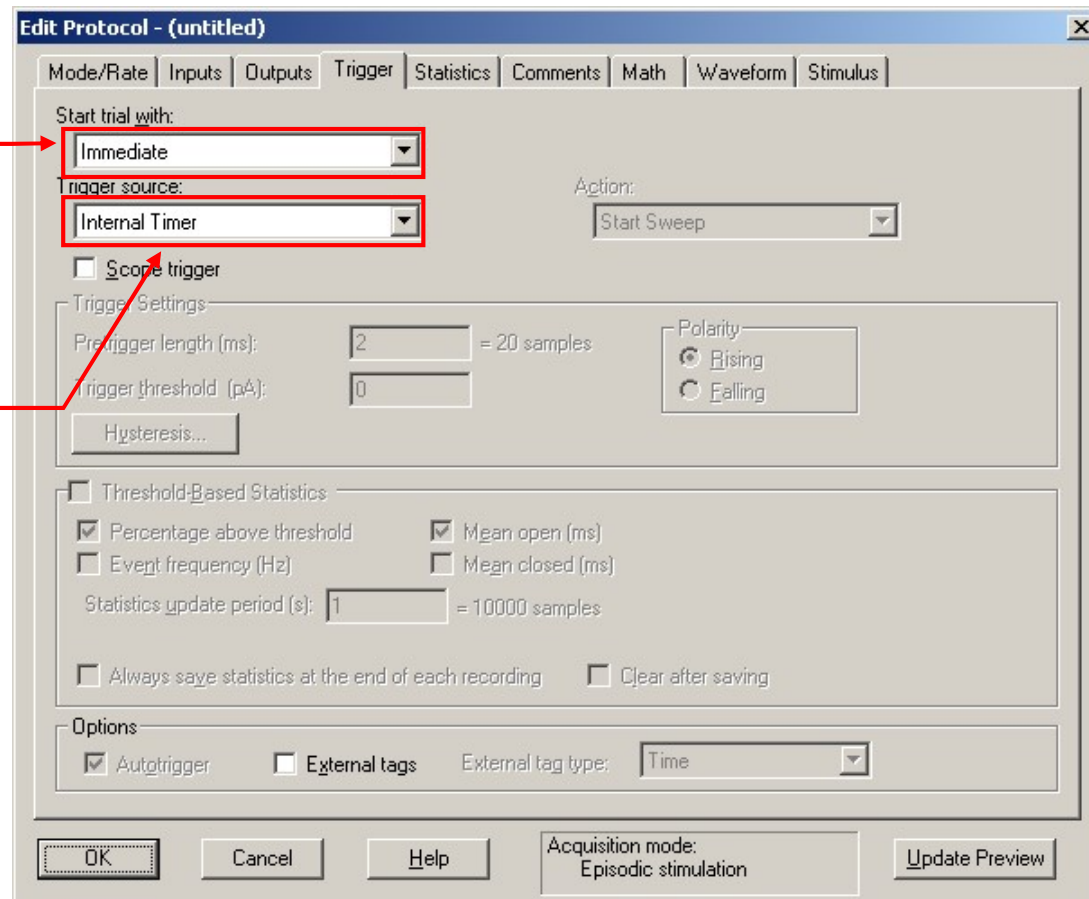 Edit Protocol - (untitled)
Mode/Rate Inputs Outputs Trigger Statistics Comments Math Waveform Stimulus
Start trial with:
Immediate
Trigger source:
Action:
Internal Timer
Start Sweep
Scope trigger
Trigger Settings
Pretrigger length (ms): 2 = 20 samples
Polarity
Rising
Trigger threshold (pA): 0
Falling
Hysteresis...
Threshold-Based Statistics
Percentage above threshold Mean open (ms)
Event frequency (Hz) Mean closed (ms)
Statistics update period (s): 1 = 10000 samples
Always save statistics at the end of each recording Clear after saving
Options
Autotrigger External tags External tag type: Time
OK Cancel Help
Acquisition mode:
Episodic stimulation
Update Preview